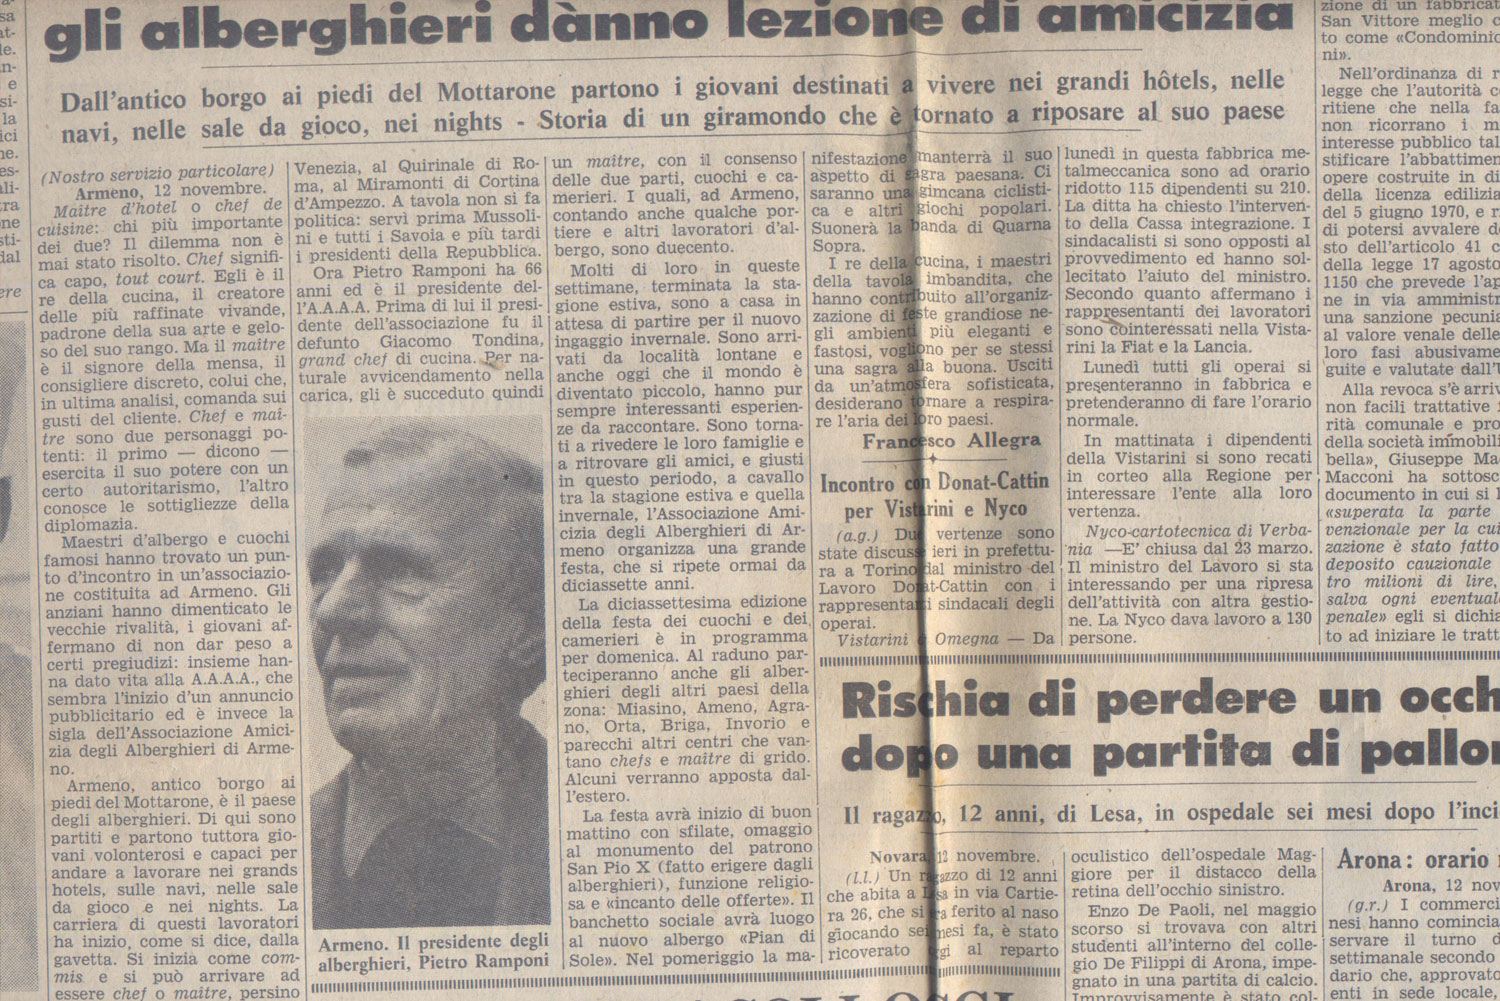 gli alberghieri dànno lezione di amicizia
Dall'antico borgo ai piedi del Mottarone partono i giovani destinati a vivere nei grandi hôtels, nelle
navi, nelle sale da gioco, nei nights - Storia di un giramondo che è tornato a riposare al suo paese
(Nostro servizio particolare)
Armeno, 12 novembre.
Maitre d'hotel o chef de
cuisine: chi più importante
dei due? Il dilemma non è
mai stato risolto. Chef signifi-
ca capo, tout court. Egli è il
re della cucina, il creatore
delle più raffinate vivande,
padrone della sua arte e gelo-
so del suo rango. Ma il maitre
è il signore della mensa, il
consigliere discreto, colui che,
in ultima analisi, comanda sui
gusti del cliente. Chef e mai-
tre sono due personaggi po-
tenti: il primo — dicono —
esercita il suo potere con un
certo autoritarismo, l'altro
conosce le sottigliezze della
diplomazia.
Maestri d'albergo e cuochi
famosi hanno trovato un pun-
to d'incontro in un'associazio-
ne costituita ad Armeno. Gli
anziani hanno dimenticato le
vecchie rivalità, i giovani af-
fermano di non dar peso a
certi pregiudizi: insieme han-
na dato vita alla A.A.A.A., che
sembra l'inizio d'un annuncio
pubblicitario ed è invece la
sigla dell'Associazione Amici-
zia degli Alberghieri di Arme-
no.
Armeno, antico borgo ai
piedi del Mottarone, è il paese
degli alberghieri. Di qui sono
partiti e partono tuttora gio-
vani volonterosi e capaci per
andare a lavorare nei grands
hotels, sulle navi, nelle sale
da gioco e nei nights. La
carriera di questi lavoratori
ha inizio, come si dice, dalla
gavetta. Si inizia come com-
mis e si può arrivare ad
essere chef o maitre, persino
Venezia, al Quirinale di Ro-
ma, al Miramonti di Cortina
d'Ampezzo. A tavola non si fa
politica: servì prima Mussoli-
ni e tutti i Savoia e più tardi
i presidenti della Repubblica.
Ora Pietro Ramponi ha 66
anni ed è il presidente del-
l'A.A.A.A. Prima di lui il presi-
dente dell'associazione fu il
defunto Giacomo Tondina,
grand chef di cucina. Per na-
turale avvicendamento nella
carica, gli è succeduto quindi
Armeno. Il presidente degli
alberghieri, Pietro Ramponi
un maitre, con il consenso
delle due parti, cuochi e ca-
merieri. I quali, ad Armeno,
contando anche qualche por-
tiere e altri lavoratori d'al-
bergo, sono duecento.
Molti di loro in queste
settimane, terminata la sta-
gione estiva, sono a casa in
attesa di partire per il nuovo
ingaggio invernale. Sono arri-
vati da località lontane e
anche oggi che il mondo è
diventato piccolo, hanno pur
sempre interessanti esperien-
ze da raccontare. Sono torna-
ti a rivedere le loro famiglie e
a ritrovare gli amici, e giusti
in questo periodo, a cavallo
tra la stagione estiva e quella
invernale, l'Associazione Ami-
cizia degli Alberghieri di Ar-
meno organizza una grande
festa, che si ripete ormai da
diciassette anni.
La diciassettesima edizione
della festa dei cuochi e dei
camerieri è in programma
per domenica. Al raduno par-
teciperanno anche gli alber-
ghieri degli altri paesi della
zona: Miasino, Ameno, Agra-
no, Orta, Briga, Invorio e
parecchi altri centri che van-
tano chefs e maitre di grido.
Alcuni verranno apposta dal-
l'estero.
La festa avrà inizio di buon
mattino con sfilate, omaggio
al monumento del patrono
San Pio X (fatto erigere dagli
alberghieri), funzione religio-
sa e «incanto delle offerte». Il
banchetto sociale avrà luogo
al nuovo albergo «Pian di
Sole». Nel pomeriggio la ma-
nifestazione manterrà il suo
aspetto di sagra paesana. Ci
saranno una gimcana ciclisti-
ca e altri giochi popolari.
Suonerà la banda di Quarna
Sopra.
I re della cucina, i maestri
della tavola imbandita, che
hanno contribuito all'organiz-
zazione di feste grandiose ne-
gli ambienti più eleganti e
fastosi, vogliono per se stessi
una sagra alla buona. Usciti
da un'atmosfera sofisticata,
desiderano tornare a respira-
re l'aria dei loro paesi.
Francesco Allegra
Incontro con Donat-Cattin
per Vistarini e Nyco
(a.g.) Due vertenze sono
state discusse ieri in prefettu-
ra a Torino dal ministro del
Lavoro Donat-Cattin con i
rappresentanti sindacali degli
operai.
Vistarini di Omegna — Da
lunedì in questa fabbrica me-
talmeccanica sono ad orario
ridotto 115 dipendenti su 210.
La ditta ha chiesto l'interven-
to della Cassa integrazione. I
sindacalisti si sono opposti al
provvedimento ed hanno sol-
lecitato l'aiuto del ministro.
Secondo quanto affermano i
rappresentanti dei lavoratori
sono cointeressati nella Vista-
rini la Fiat e la Lancia.
Lunedì tutti gli operai si
presenteranno in fabbrica e
pretenderanno di fare l'orario
normale.
In mattinata i dipendenti
della Vistarini si sono recati
in corteo alla Regione per
interessare l'ente alla loro
vertenza.
Nyco-cartotecnica di Verba-
nia —E' chiusa dal 23 marzo.
Il ministro del Lavoro si sta
interessando per una ripresa
dell'attività con altra gestio-
ne. La Nyco dava lavoro a 130
persone.
zione di un fabbricat
San Vittore meglio c
to come «Condominic
ni».
Nell'ordinanza di r
legge che l'autorità c
ritiene che nella fa
non ricorrano i m
interesse pubblico tal
stificare l'abbattimen
opere costruite in di
della licenza edilizia
del 5 giugno 1970, e r
di potersi avvalere d
sto dell'articolo 41 c
della legge 17 agosto
1150 che prevede l'ap
ne in via amministr
una sanzione pecunia
al valore venale delle
loro fasi abusivame
guite e valutate dall'U
Alla revoca s'è arriv
non facili trattative
rità comunale e pro
della società immobili
bella», Giuseppe Ma
Macconi ha sottosc
documento in cui si
«superata la parte
venzionale per la cui
zazione è stato fatto
deposito cauzionale
tro milioni di lire,
salva ogni eventuale
penale» egli si dichia
to ad iniziare le tratt
Rischia di perdere un occh
dopo una partita di pallon
Il ragazzo, 12 anni, di Lesa, in ospedale sei mesi dopo l'inci
Novara, 12 novembre.
(l.l.) Un ragazzo di 12 anni
che abita a Lesa in via Cartie-
ra 26, che si era ferito al naso
giocando sei mesi fa, è stato
ricoverato oggi al reparto
oculistico dell'ospedale Mag-
giore per il distacco della
retina dell'occhio sinistro.
Enzo De Paoli, nel maggio
scorso si trovava con altri
studenti all'interno del colle-
gio De Filippi di Arona, impe-
gnato in una partita di calcio.
Improvvisamente è stato col-
Arona: orario
Arona, 12 nov
(g.r.) I commerci
nesi hanno comincia
servare il turno d
settimanale secondo
dario che, approvato
enti in sede locale,